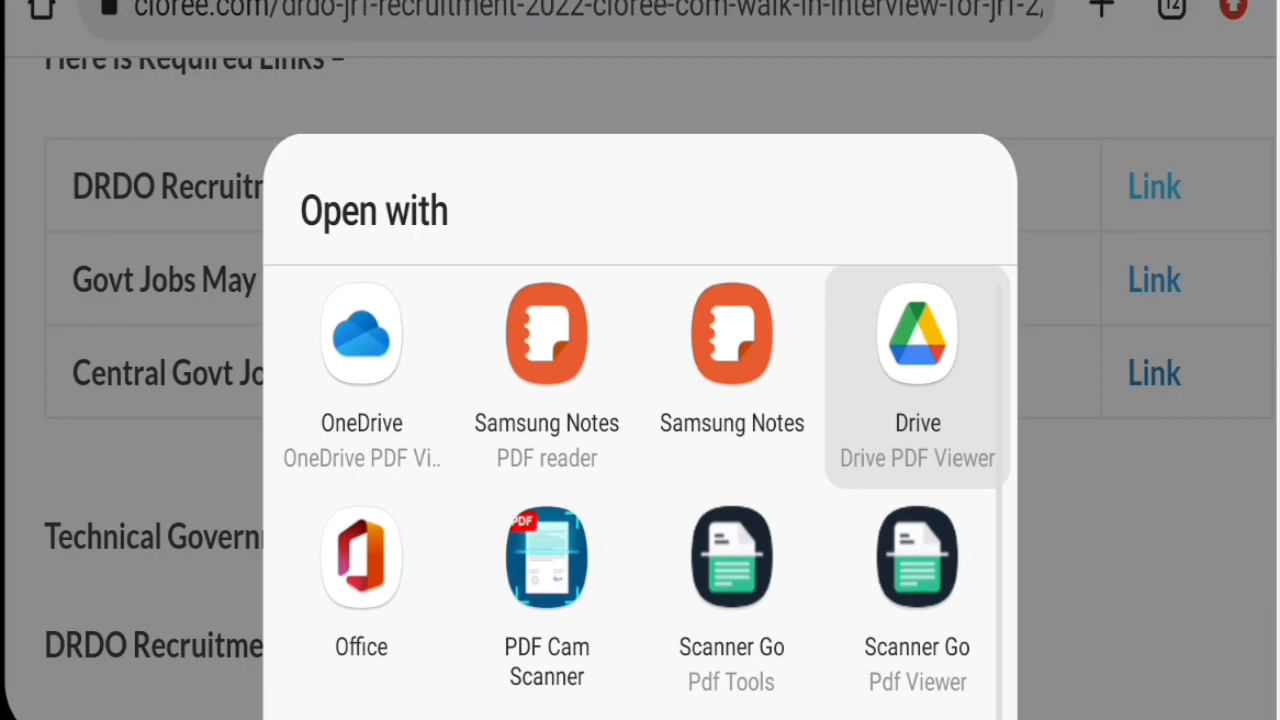 cloree.com/drdo-jrf-recruitment-2022-cloree-com-walk-in-interview-for-jrf-2/
12
Here is Required Links –
DRDO Recruitm
Link
Govt Jobs May
Link
Central Govt Jo
Link
Technical Governm
DRDO Recruitme
Open with
OneDrive
OneDrive PDF Vi..
Samsung Notes
PDF reader
Samsung Notes
Drive
Drive PDF Viewer
Office
PDF
PDF Cam
Scanner
Scanner Go
Pdf Tools
Scanner Go
Pdf Viewer